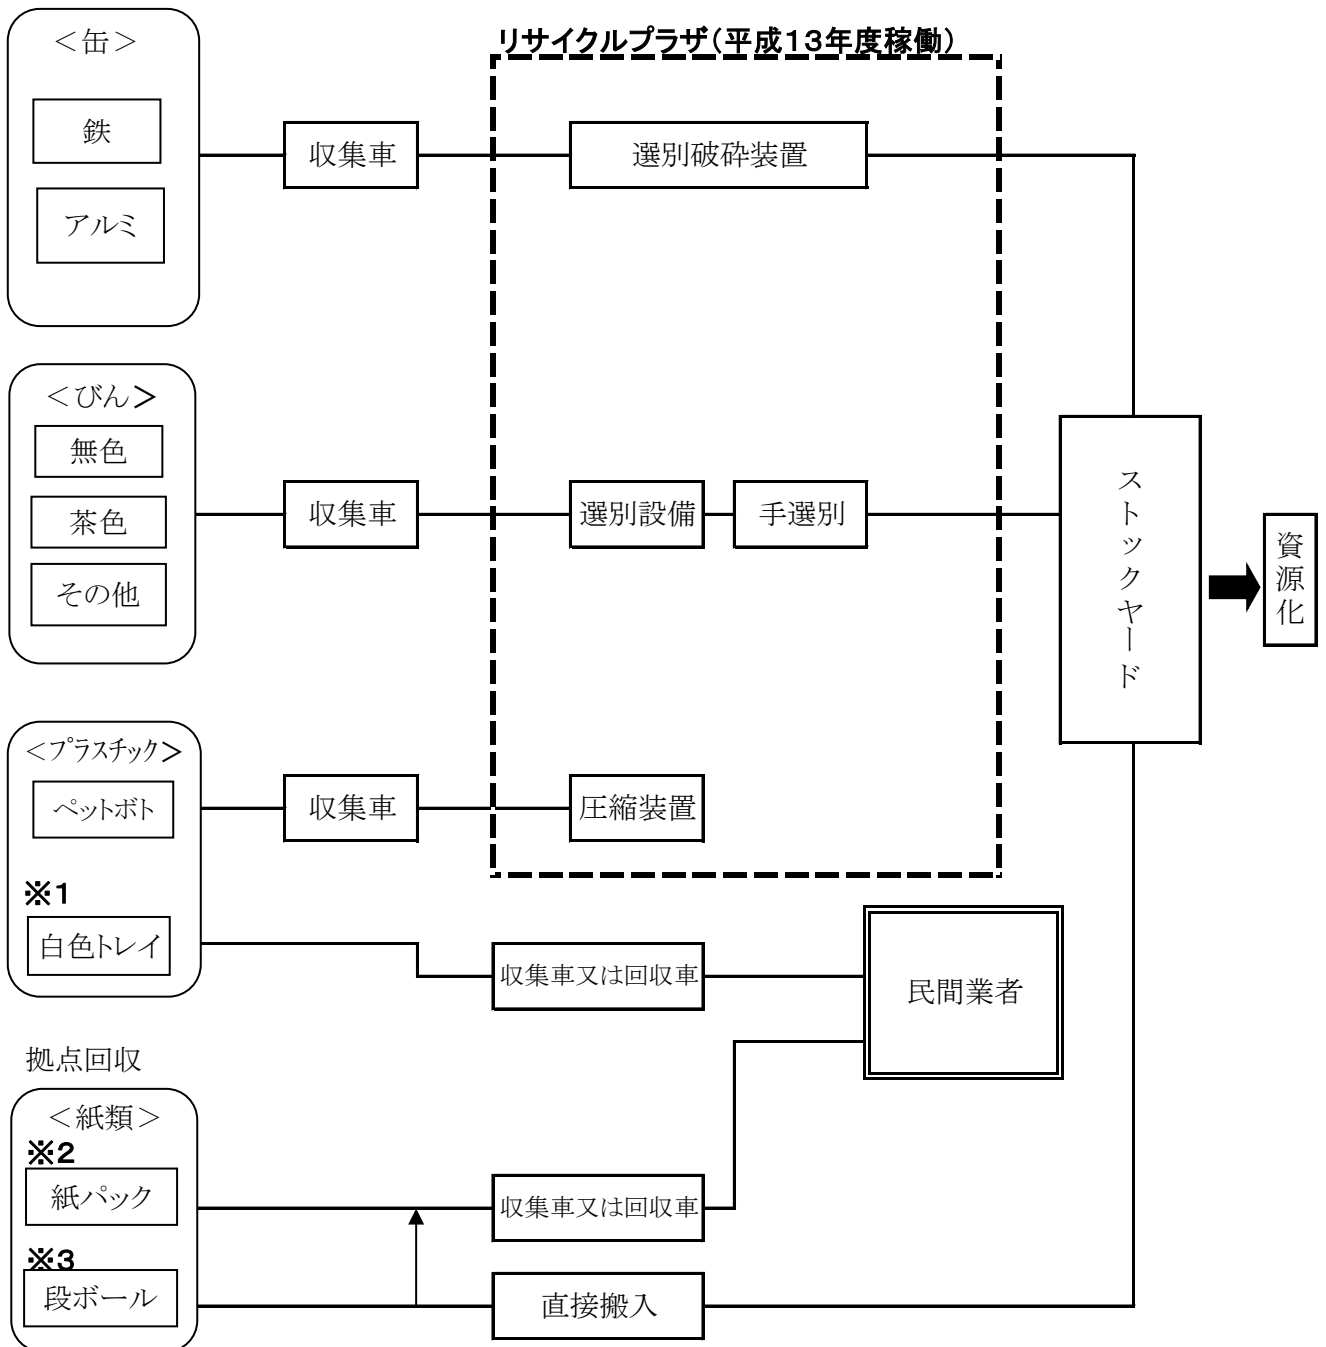 ＜缶＞
鉄
アルミ
収集車
リサイクルプラザ（平成13年度稼働）
選別破砕装置
＜びん＞
無色
茶色
その他
収集車
選別設備
手選別
ストックヤード
資源化
＜プラスチック＞
ペットボト
収集車
圧縮装置
※1
白色トレイ
収集車又は回収車
民間業者
拠点回収
＜紙類＞
※2
紙パック
収集車又は回収車
※3
段ボール
直接搬入